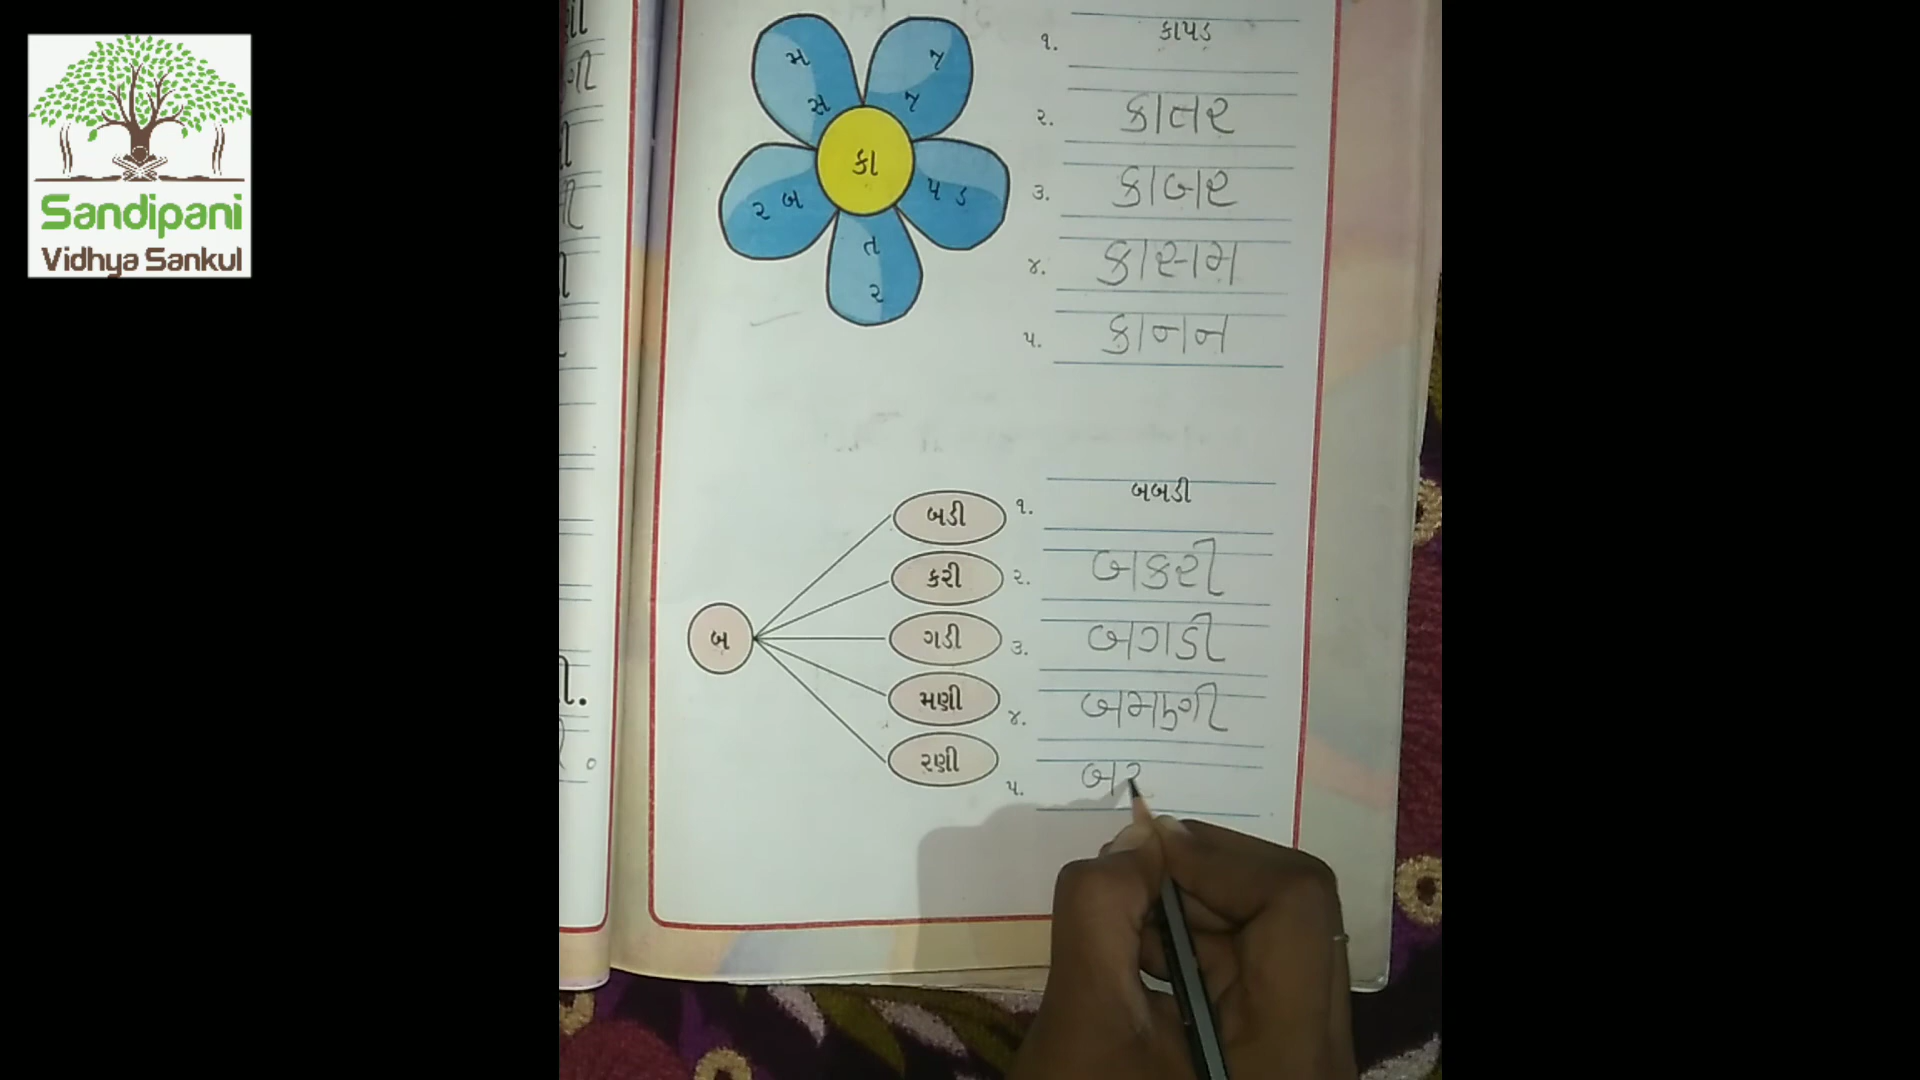 Sandipani
Vidhya Sankul
મ
સ
ન
ન
કા
ર બ
પ ડ
ત
ર
૧. કાપડ
૨. કાતર
૩. કાબર
૪. કાસમ
૫. કાનન
બ
બડી
કરી
ગડી
મણી
રણી
૧. બબડી
૨. બકરી
૩. બગડી
૪. બમણી
૫. બર